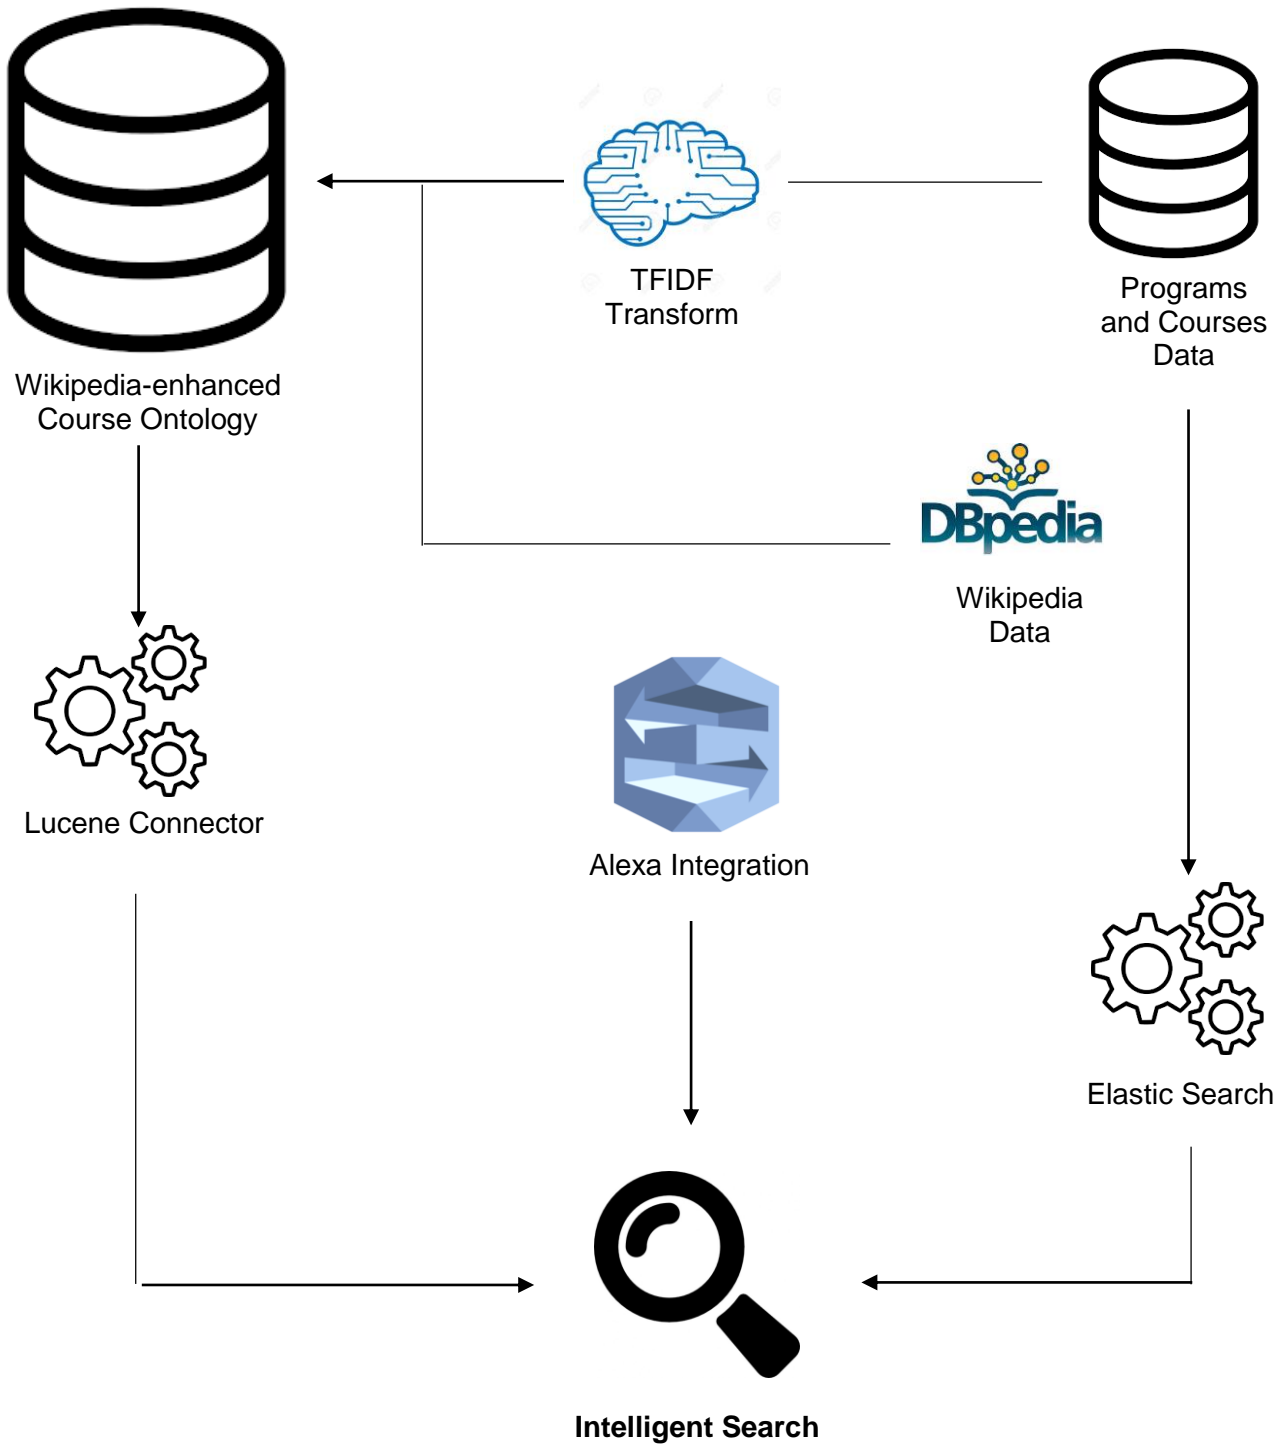 TFIDF
Transform
Programs
and Courses
Data
Wikipedia-enhanced
Course Ontology
DBpedia
Wikipedia
Data
Lucene Connector
Alexa Integration
Elastic Search
Intelligent Search